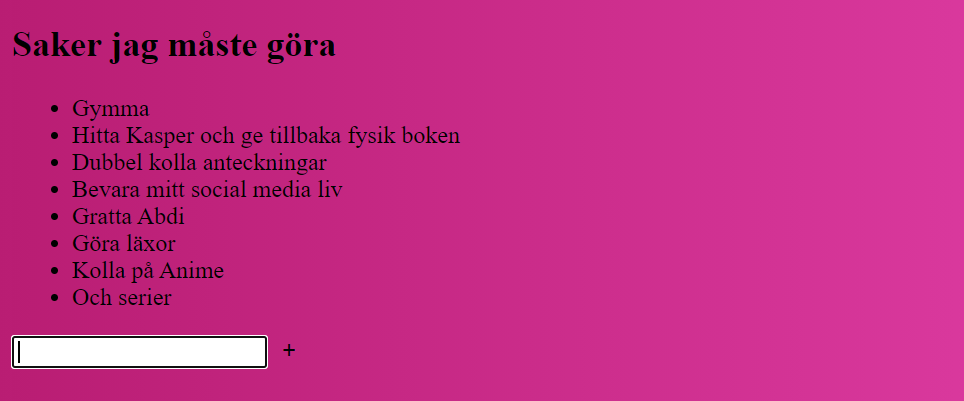 Saker jag måste göra
Gymma
Hitta Kasper och ge tillbaka fysik boken
Dubbel kolla anteckningar
Bevara mitt social media liv
Gratta Abdi
Göra läxor
Kolla på Anime
Och serier
+